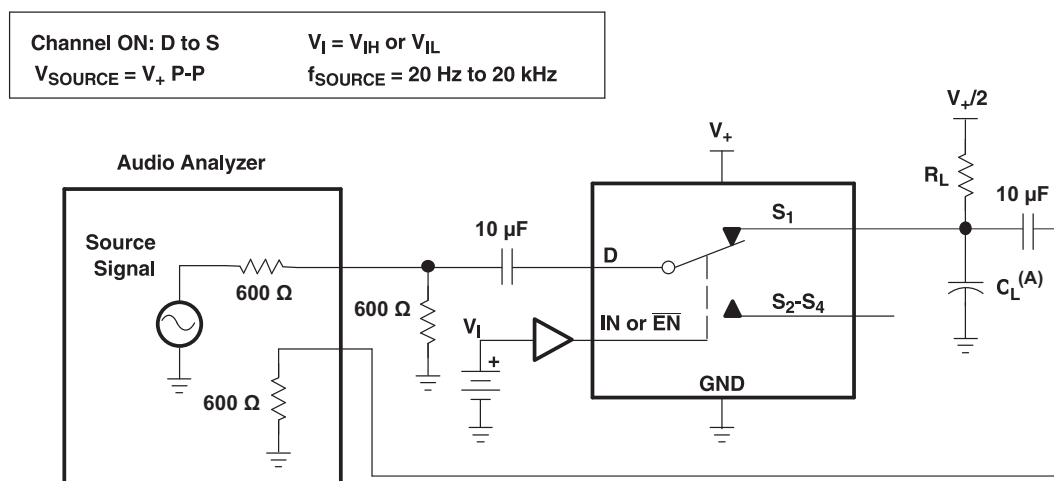 Channel ON: D to S
V_I = V_IH or V_IL
V_SOURCE = V_+ P-P
f_SOURCE = 20 Hz to 20 kHz
Audio Analyzer
Source
Signal
600 Ω
600 Ω
600 Ω
10 µF
V_I
+
V_+
D
S_1
S_2-S_4
IN or E̅N̅
GND
V_+/2
R_L
10 µF
C_L^(A)